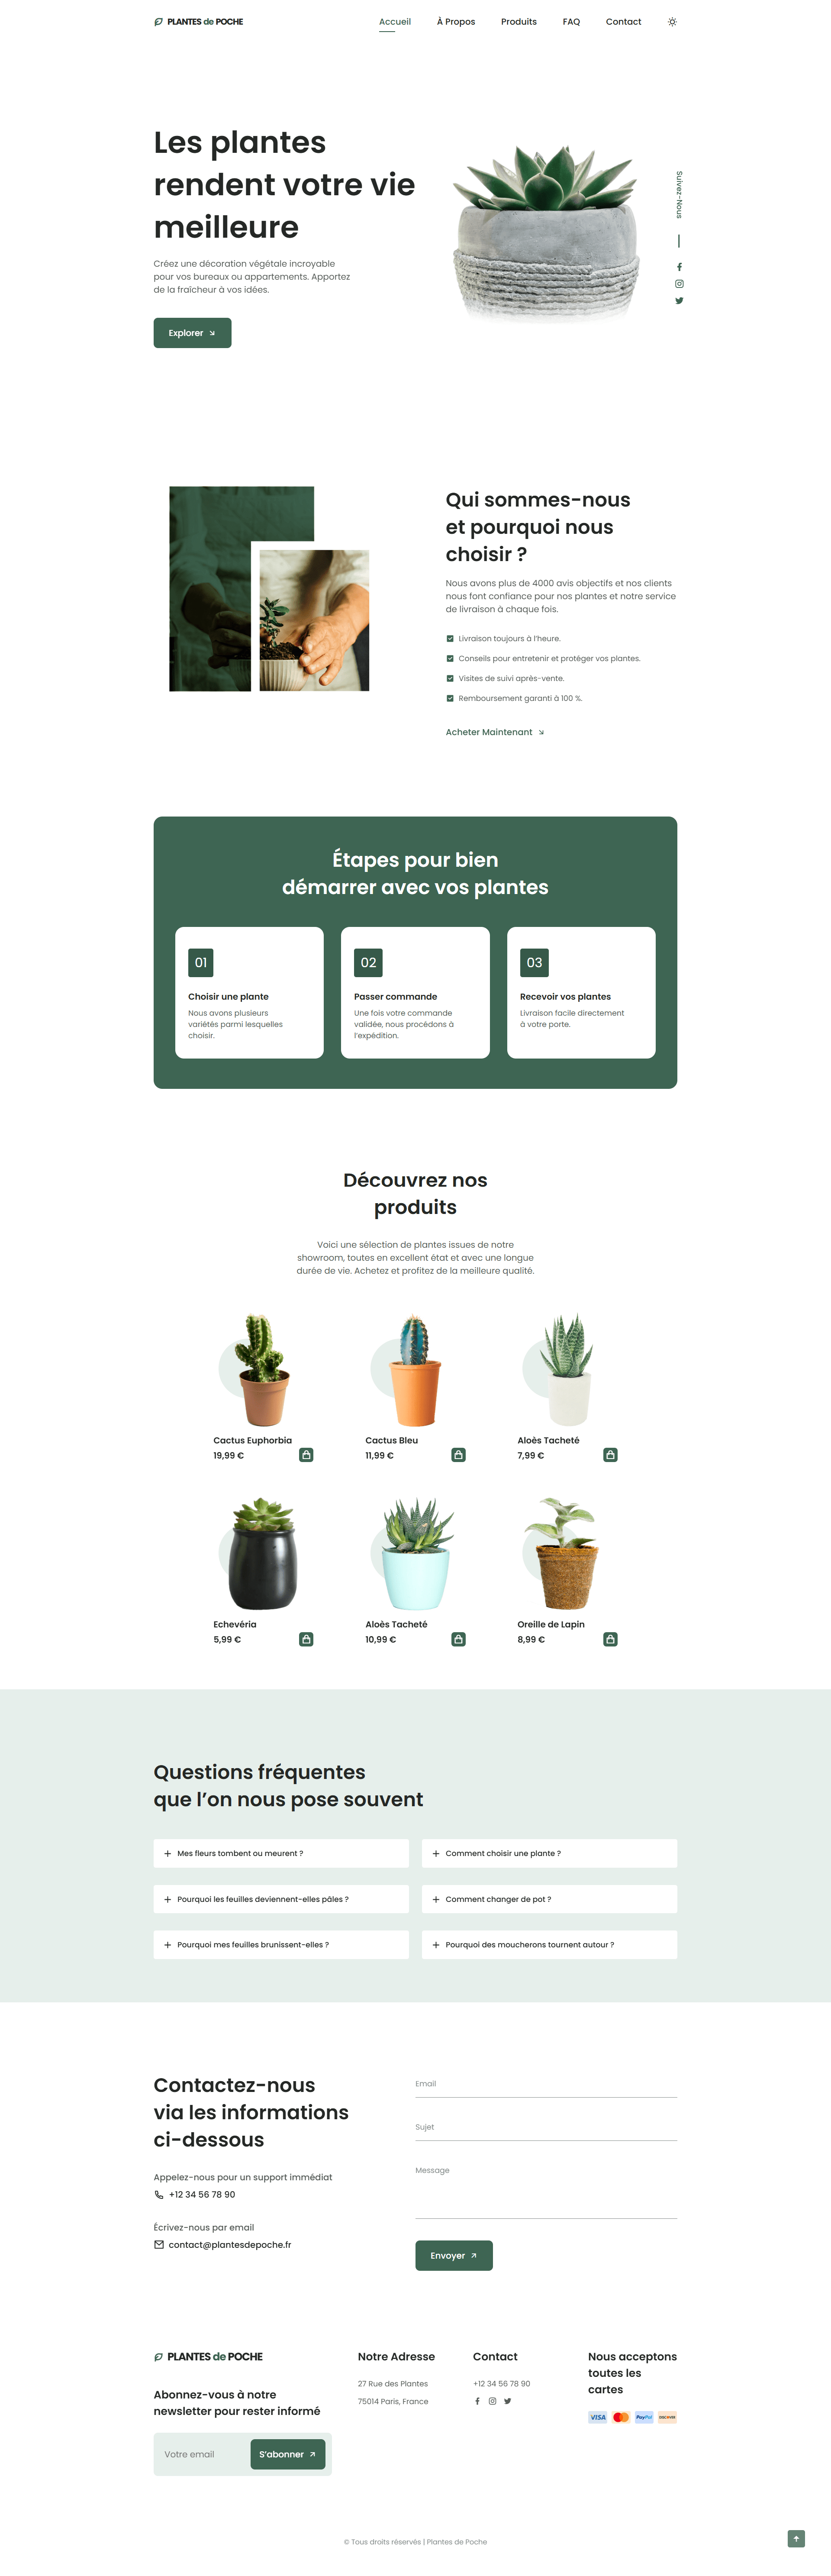 PLANTES de POCHE
Accueil
À Propos
Produits
FAQ
Contact
Les plantes
rendent votre vie
meilleure
Créez une décoration végétale incroyable
pour vos bureaux ou appartements. Apportez
de la fraîcheur à vos idées.
Explorer
Suivez-Nous
Qui sommes-nous
et pourquoi nous
choisir ?
Nous avons plus de 4000 avis objectifs et nos clients
nous font confiance pour nos plantes et notre service
de livraison à chaque fois.
Livraison toujours à l'heure.
Conseils pour entretenir et protéger vos plantes.
Visites de suivi après-vente.
Remboursement garanti à 100 %.
Acheter Maintenant
Étapes pour bien
démarrer avec vos plantes
01
Choisir une plante
Nous avons plusieurs
variétés parmi lesquelles
choisir.
02
Passer commande
Une fois votre commande
validée, nous procédons à
l'expédition.
03
Recevoir vos plantes
Livraison facile directement
à votre porte.
Découvrez nos
produits
Voici une sélection de plantes issues de notre
showroom, toutes en excellent état et avec une longue
durée de vie. Achetez et profitez de la meilleure qualité.
Cactus Euphorbia
19,99 €
Cactus Bleu
11,99 €
Aloès Tacheté
7,99 €
Echevéria
5,99 €
Aloès Tacheté
10,99 €
Oreille de Lapin
8,99 €
Questions fréquentes
que l'on nous pose souvent
Mes fleurs tombent ou meurent ?
Comment choisir une plante ?
Pourquoi les feuilles deviennent-elles pâles ?
Comment changer de pot ?
Pourquoi mes feuilles brunissent-elles ?
Pourquoi des moucherons tournent autour ?
Contactez-nous
via les informations
ci-dessous
Appelez-nous pour un support immédiat
+12 34 56 78 90
Écrivez-nous par email
contact@plantesdepoche.fr
Email
Sujet
Message
Envoyer
PLANTES de POCHE
Abonnez-vous à notre
newsletter pour rester informé
Votre email
S'abonner
Notre Adresse
27 Rue des Plantes
75014 Paris, France
Contact
+12 34 56 78 90
Nous acceptons
toutes les
cartes
VISA
PayPal
DISCOVER
© Tous droits réservés | Plantes de Poche